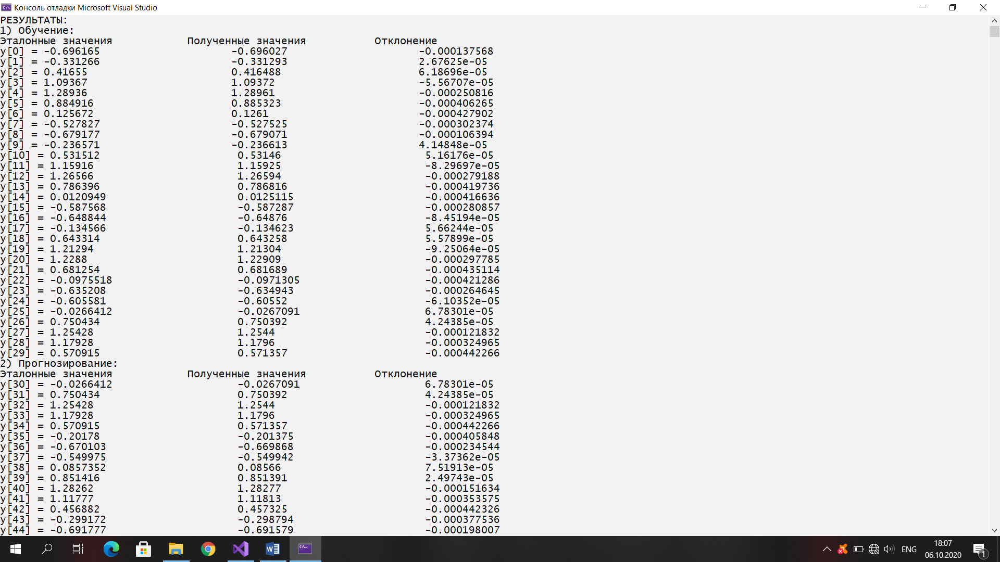 Консоль отладки Microsoft Visual Studio
РЕЗУЛЬТАТЫ:
1) Обучение:
Эталонные значения Полученные значения Отклонение
y[0] = -0.696165 -0.696027 -0.000137568
y[1] = -0.331266 -0.331293 2.67625e-05
y[2] = 0.41655 0.416488 6.18696e-05
y[3] = 1.09367 1.09372 -5.56707e-05
y[4] = 1.28936 1.28961 -0.000250816
y[5] = 0.884916 0.885323 -0.000406265
y[6] = 0.125672 0.1261 -0.000427902
y[7] = -0.527827 -0.527525 -0.000302374
y[8] = -0.679177 -0.679071 -0.000106394
y[9] = -0.236571 -0.236613 4.14848e-05
y[10] = 0.531512 0.53146 5.16176e-05
y[11] = 1.15916 1.15925 -8.29697e-05
y[12] = 1.26566 1.26594 -0.000279188
y[13] = 0.786396 0.786816 -0.000419736
y[14] = 0.0120949 0.0125115 -0.000416636
y[15] = -0.587568 -0.587287 -0.000280857
y[16] = -0.648844 -0.64876 -8.45194e-05
y[17] = -0.134566 -0.134623 5.66244e-05
y[18] = 0.643314 0.643258 5.57899e-05
y[19] = 1.21294 1.21304 -9.25064e-05
y[20] = 1.2288 1.22909 -0.000297785
y[21] = 0.681254 0.681689 -0.000435114
y[22] = -0.0975518 -0.0971305 -0.000421286
y[23] = -0.635208 -0.634943 -0.000264645
y[24] = -0.605581 -0.60552 -6.10352e-05
y[25] = -0.0266412 -0.0267091 6.78301e-05
y[26] = 0.750434 0.750392 4.24385e-05
y[27] = 1.25428 1.2544 -0.000121832
y[28] = 1.17928 1.1796 -0.000324965
y[29] = 0.570915 0.571357 -0.000442266
2) Прогнозирование:
Эталонные значения Полученные значения Отклонение
y[30] = -0.0266412 -0.0267091 6.78301e-05
y[31] = 0.750434 0.750392 4.24385e-05
y[32] = 1.25428 1.2544 -0.000121832
y[33] = 1.17928 1.1796 -0.000324965
y[34] = 0.570915 0.571357 -0.000442266
y[35] = -0.20178 -0.201375 -0.000405848
y[36] = -0.670103 -0.669868 -0.000234544
y[37] = -0.549975 -0.549942 -3.37362e-05
y[38] = 0.0857352 0.08566 7.51913e-05
y[39] = 0.851416 0.851391 2.49743e-05
y[40] = 1.28262 1.28277 -0.000151634
y[41] = 1.11777 1.11813 -0.000353575
y[42] = 0.456882 0.457325 -0.000442326
y[43] = -0.299172 -0.298794 -0.000377536
y[44] = -0.691777 -0.691579 -0.000198007
ENG
18:07
06.10.2020
1